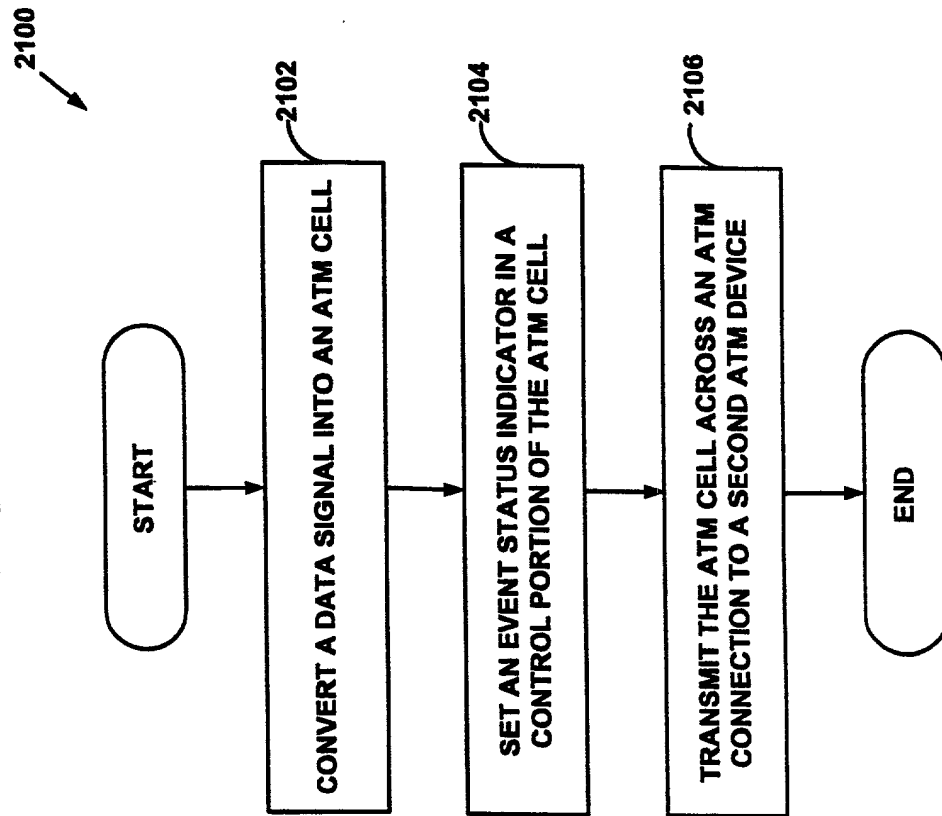 2100
START
CONVERT A DATA SIGNAL INTO AN ATM CELL
2102
SET AN EVENT STATUS INDICATOR IN A
CONTROL PORTION OF THE ATM CELL
2104
TRANSMIT THE ATM CELL ACROSS AN ATM
CONNECTION TO A SECOND ATM DEVICE
2106
END